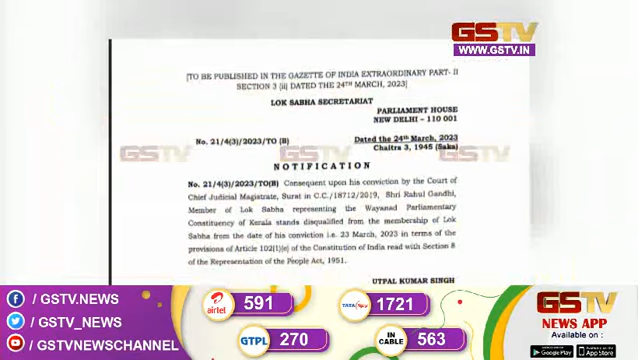 GSTV
WWW.GSTV.IN
[TO BE PUBLISHED IN THE GAZETTE OF INDIA EXTRAORDINARY PART- II
SECTION 3 (ii) DATED THE 24TH MARCH, 2023]
LOK SABHA SECRETARIAT
PARLIAMENT HOUSE
NEW DELHI – 110 001
No. 21/4(3)/2023/TO (B)
Dated the 24th March, 2023
Chaitra 3, 1945 (Saka)
GSTV
GSTV
NOTIFICATION
No. 21/4(3)/2023/TO(B) Consequent upon his conviction by the Court of
Chief Judicial Magistrate, Surat in C.C./18712/2019, Shri Rahul Gandhi,
Member of Lok Sabha representing the Wayanad Parliamentary
Constituency of Kerala stands disqualified from the membership of Lok
Sabha from the date of his conviction i.e. 23 March, 2023 in terms of the
provisions of Article 102(1)(e) of the Constitution of India read with Section 8
of the Representation of the People Act, 1951.
UTPAL KUMAR SINGH
/ GSTV.NEWS
/ GSTV_NEWS
/ GSTVNEWSCHANNEL
airtel 591
TATA play 1721
GTPL 270
IN CABLE 563
GSTV
NEWS APP
Available on :
Google Play
App Store